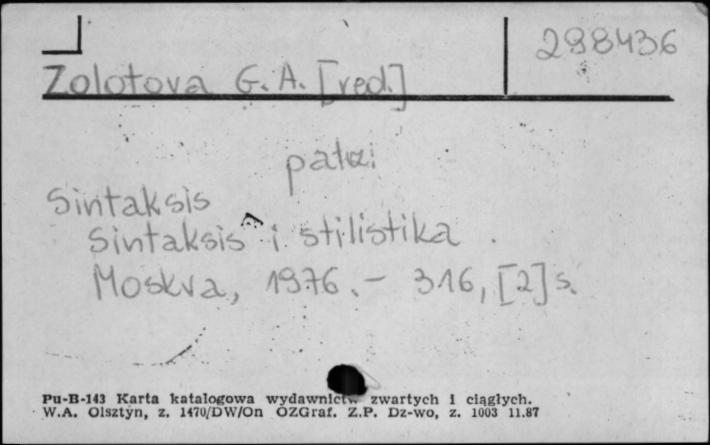 298436
Zolotova G. A. [red.]
patrz:
Sintaksis
Sintaksis i stilistika.
Moskva, 1976. - 316, [2] s.
Pu-B-143 Karta katalogowa wydawnictw zwartych i ciągłych.
W.A. Olsztyn, z. 1470/DW/On OZGraf. Z.P. Dz-wo, z. 1003 11.87